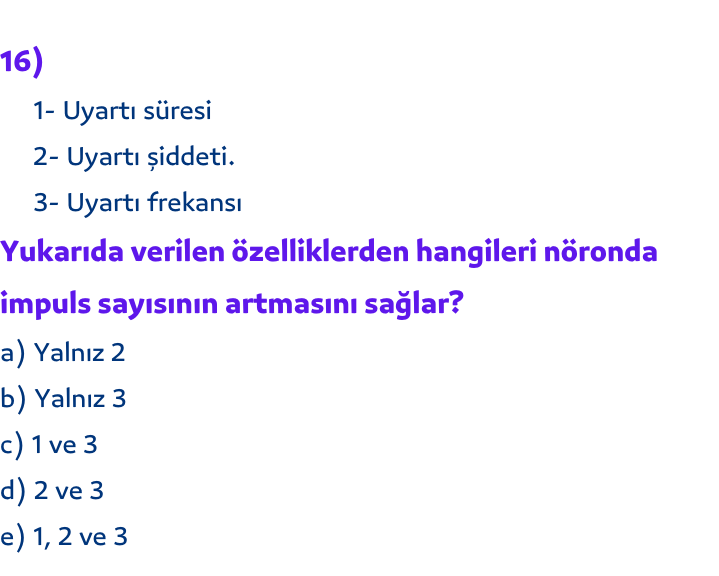 16)
1- Uyartı süresi
2- Uyartı şiddeti.
3- Uyartı frekansı
Yukarıda verilen özelliklerden hangileri nöronda
impuls sayısının artmasını sağlar?
a) Yalnız 2
b) Yalnız 3
c) 1 ve 3
d) 2 ve 3
e) 1, 2 ve 3